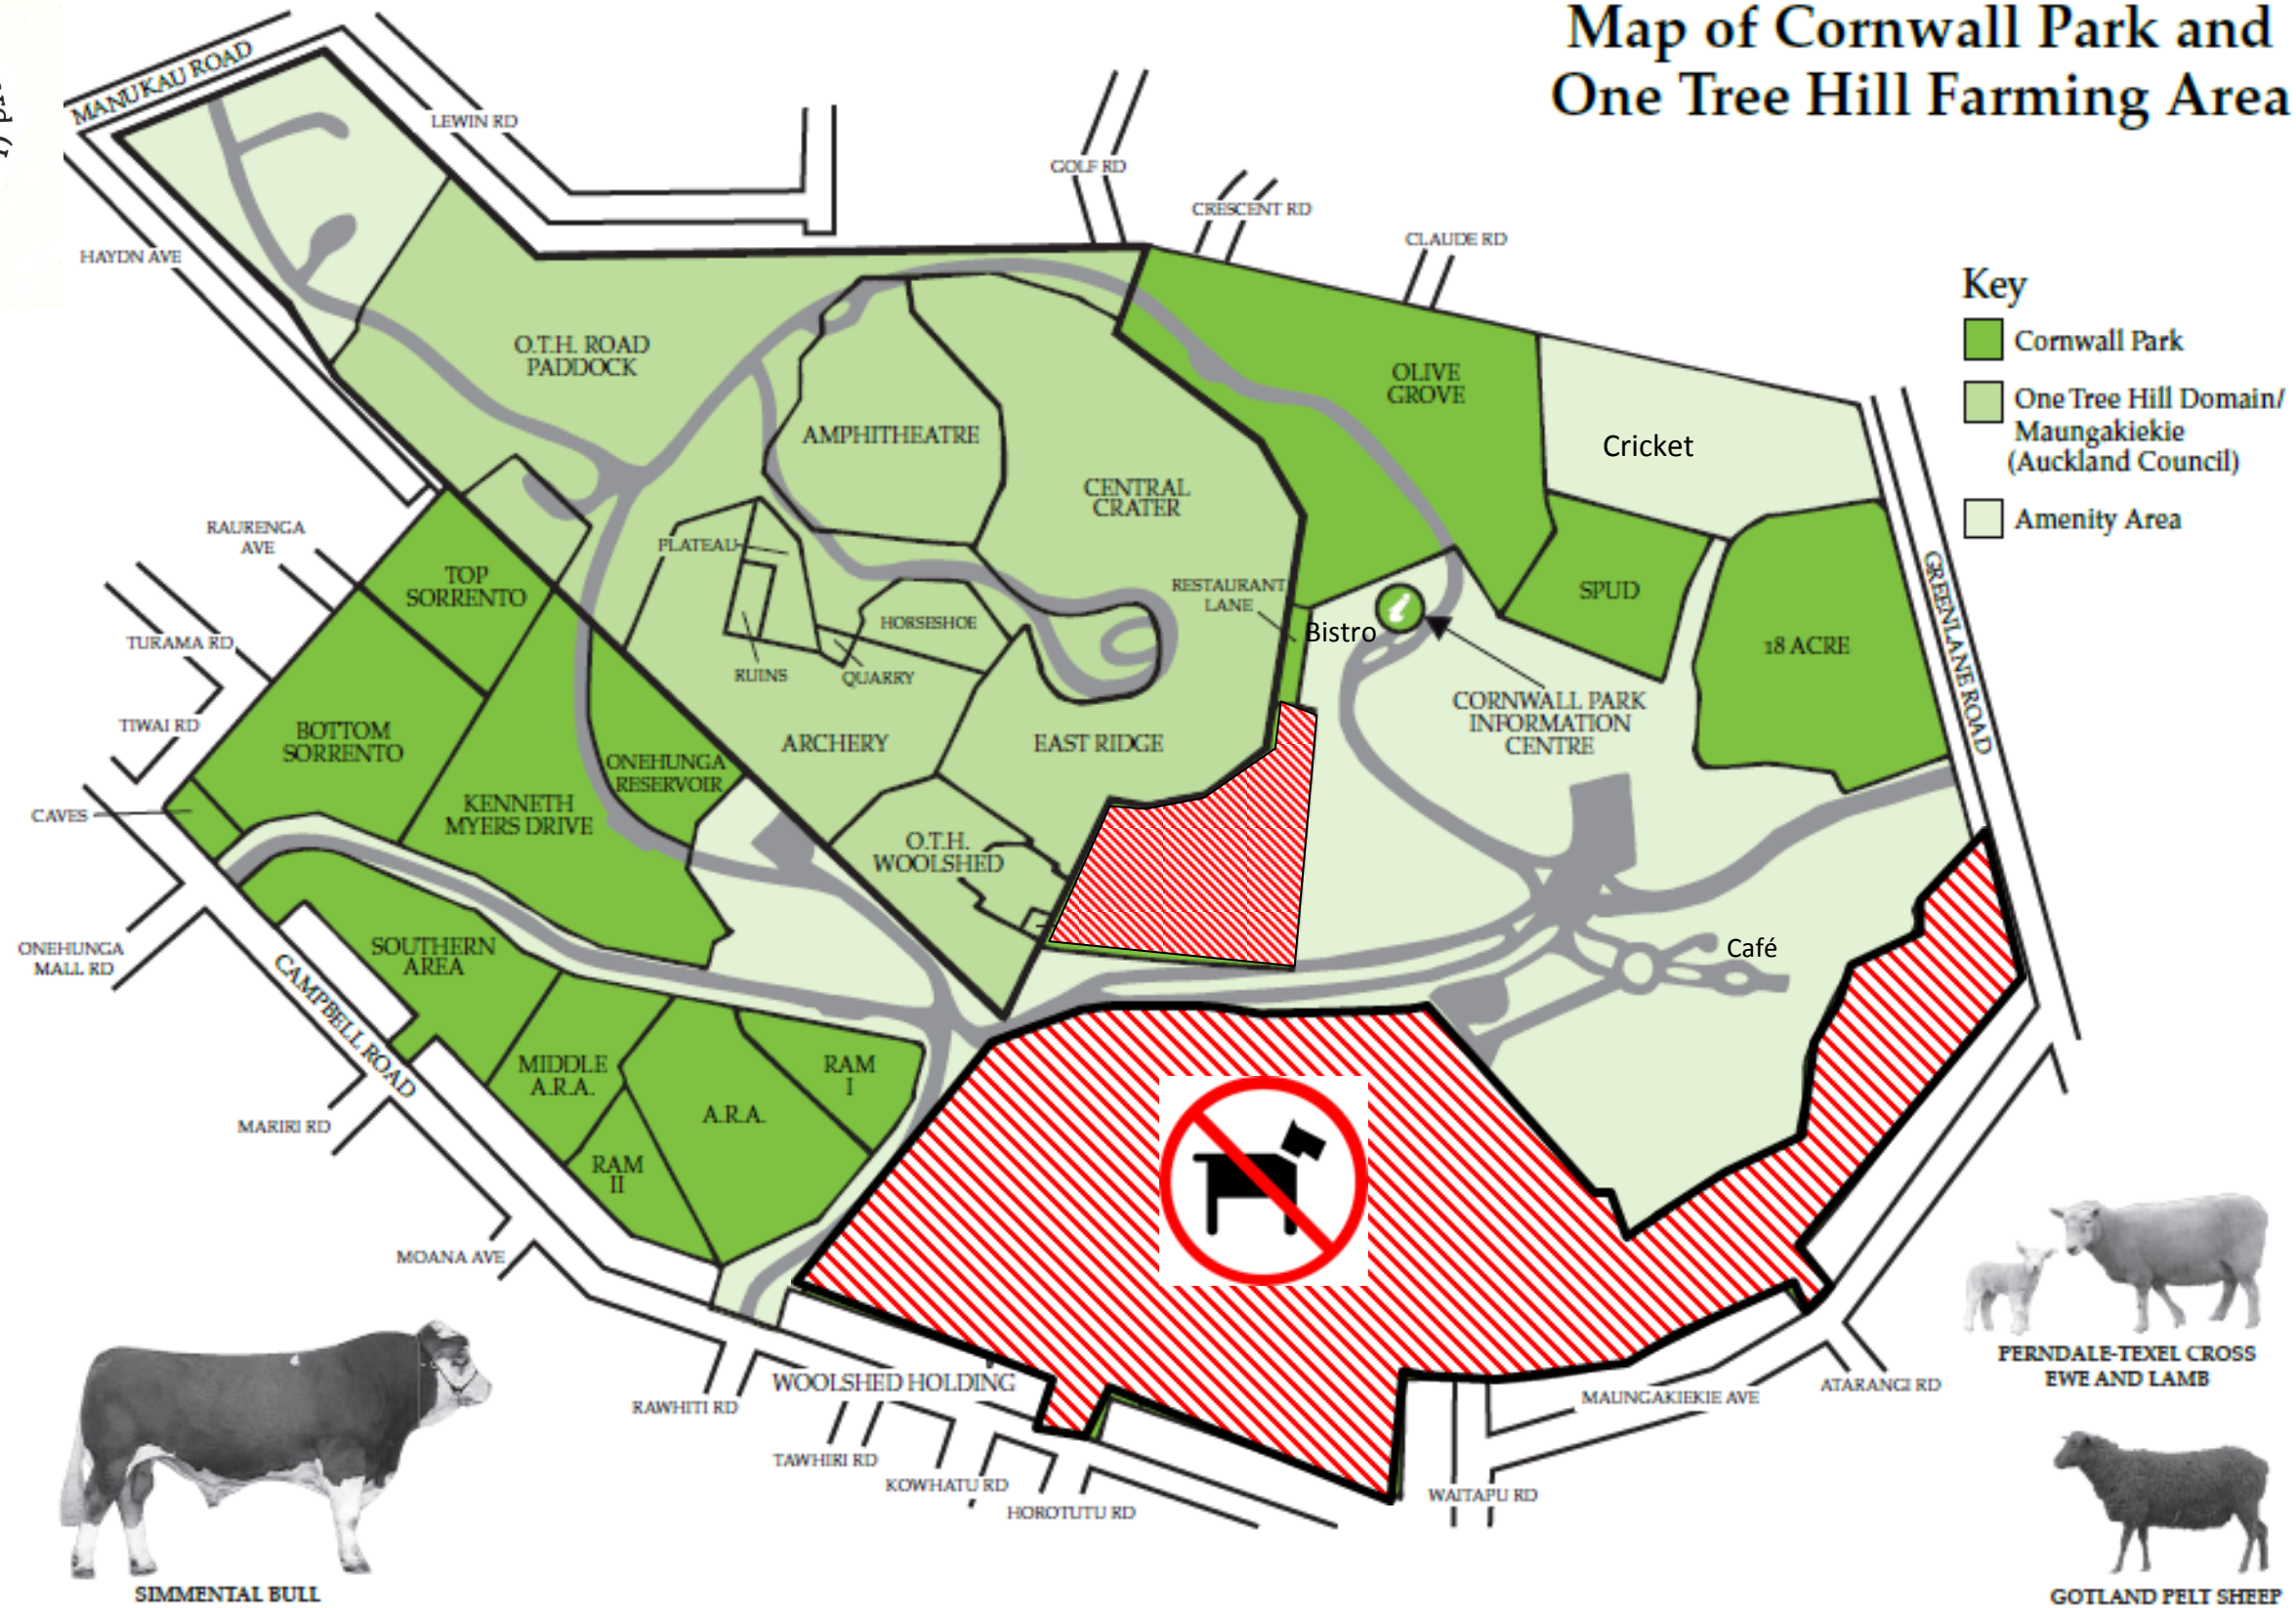 Map of Cornwall Park and
One Tree Hill Farming Area
MANUKAU ROAD
LEWIN RD
GOLF RD
CRESCENT RD
CLAUDE RD
HAYDN AVE
Key
Cornwall Park
One Tree Hill Domain/
Maungakiekie
(Auckland Council)
Amenity Area
O.T.H. ROAD
PADDOCK
AMPHITHEATRE
CENTRAL
CRATER
OLIVE
GROVE
Cricket
RAURENGA
AVE
PLATEAU
TOP
SORRENTO
RESTAURANT
LANE
SPUD
GREENLANE ROAD
HORSESHOE
Bistro
TURAMA RD
18 ACRE
RUINS
QUARRY
TIWAI RD
BOTTOM
SORRENTO
ARCHERY
EAST RIDGE
CORNWALL PARK
INFORMATION
CENTRE
ONEHUNGA
RESERVOIR
CAVES
KENNETH
MYERS DRIVE
O.T.H.
WOOLSHED
ONEHUNGA
MALL RD
SOUTHERN
AREA
Café
CAMPBELL ROAD
MIDDLE
A.R.A.
RAM
I
A.R.A.
MARIRI RD
RAM
II
MOANA AVE
RAWHITI RD
WOOLSHED HOLDING
TAWHIRI RD
KOWHATU RD
HOROTUTU RD
WAITAPU RD
MAUNGAKIEKIE AVE
ATARANGI RD
PERNDALE-TEXEL CROSS
EWE AND LAMB
SIMMENTAL BULL
GOTLAND PELT SHEEP